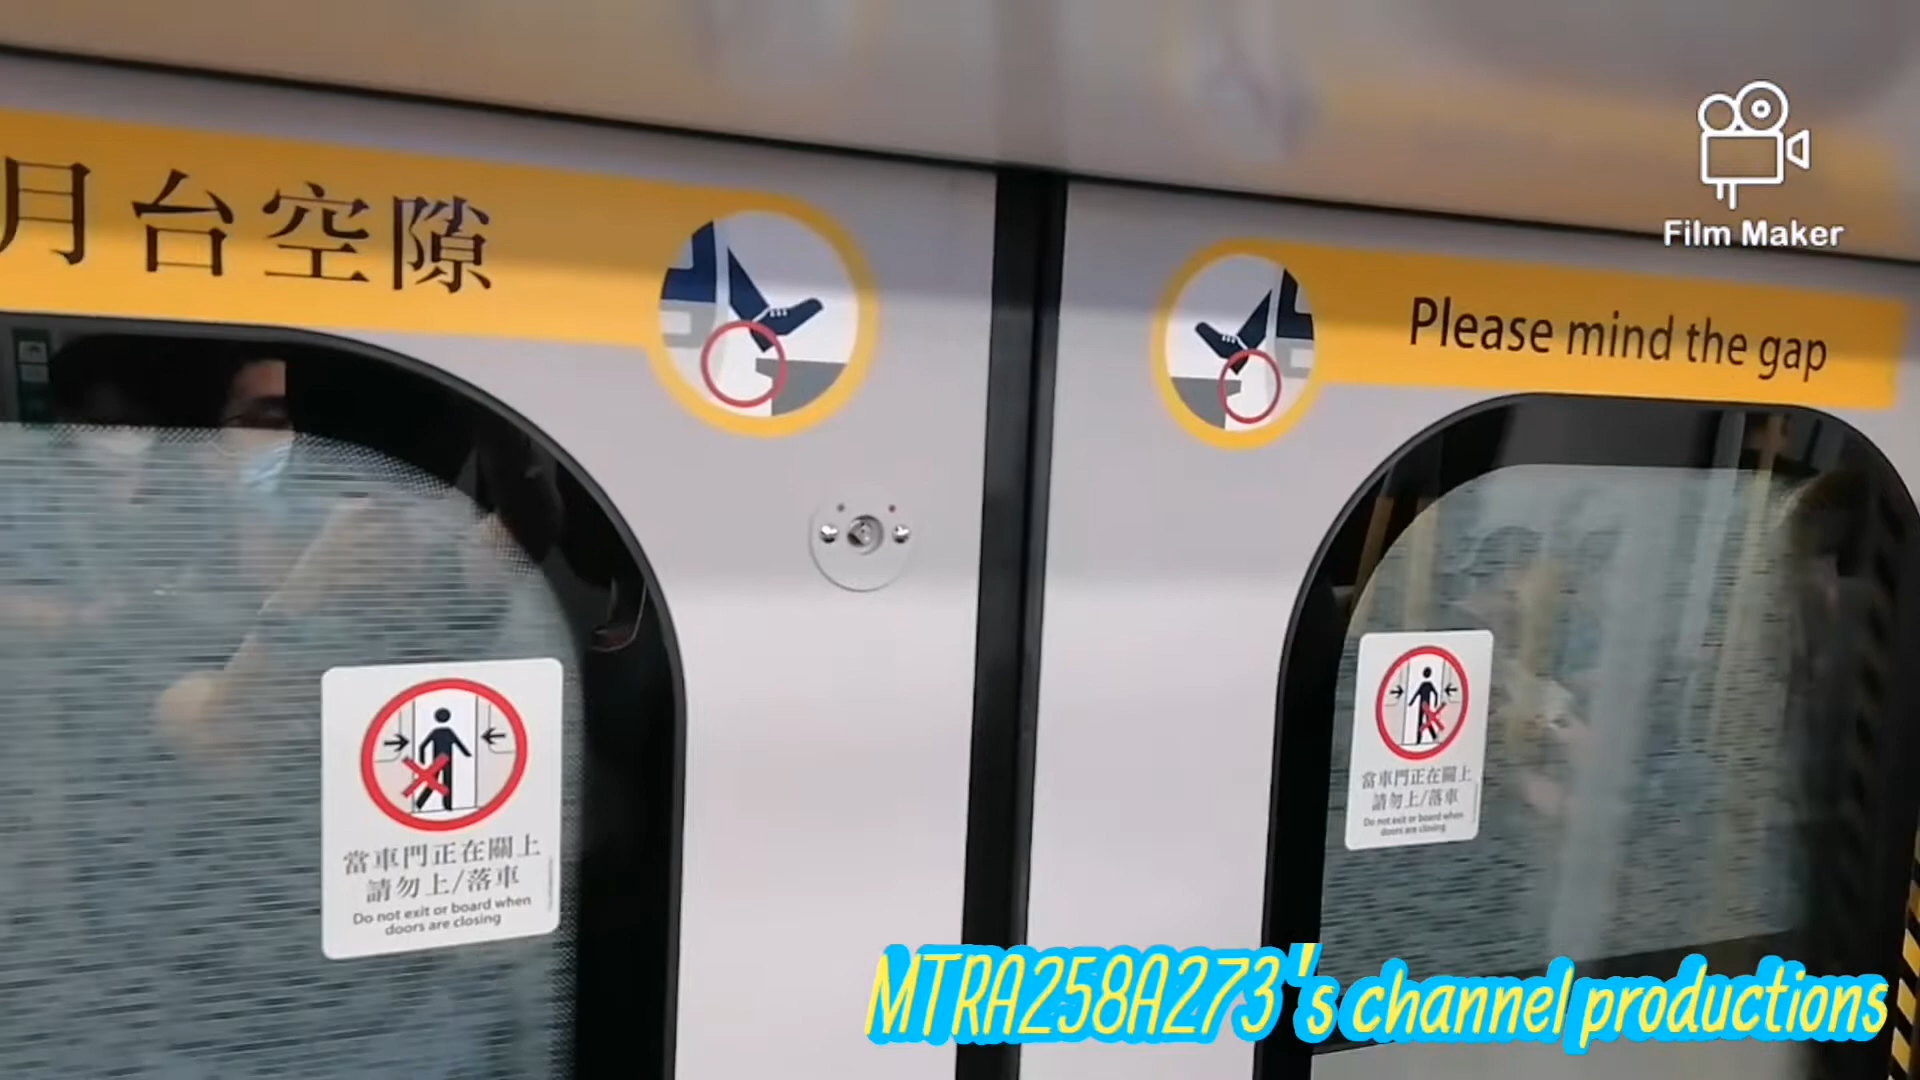 月台空隙
Please mind the gap
Film Maker
當車門正在關上
請勿上/落車
Do not exit or board when
doors are closing
當車門正在關上
請勿上/落車
Do not exit or board when
doors are closing
MTRA258A273's channel productions